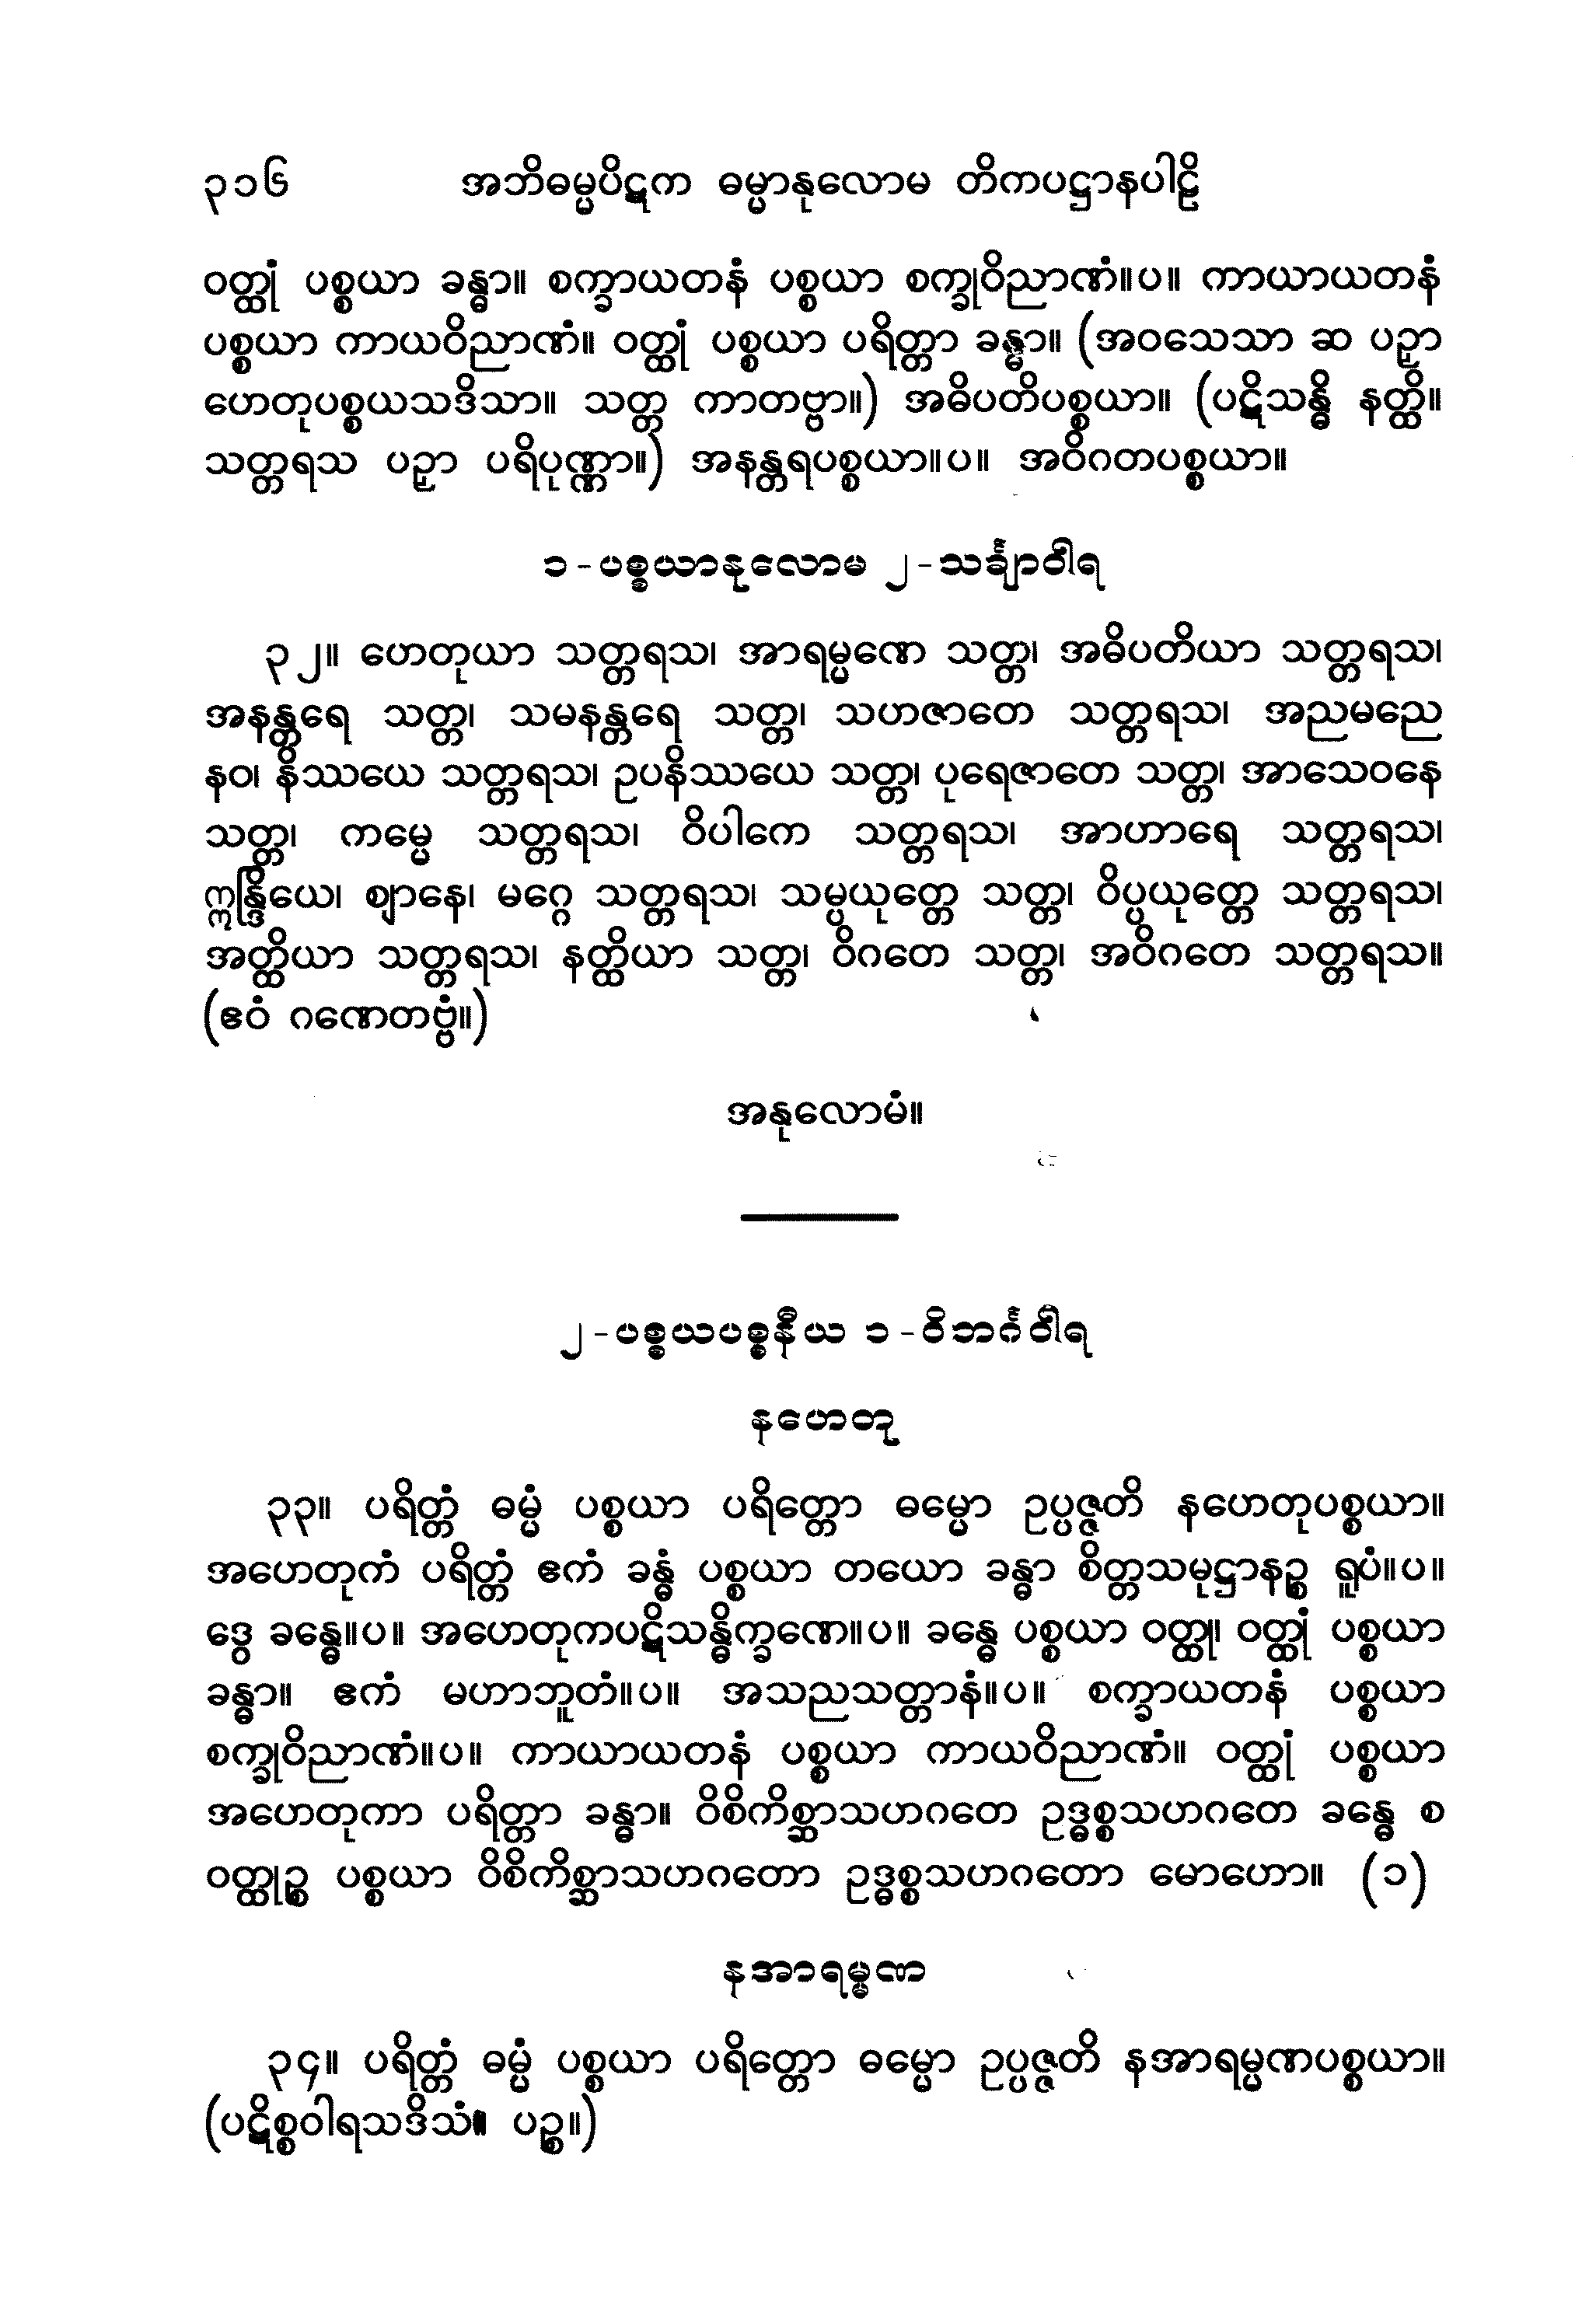 ၃၁၆ အဘိဓမ္မပိဋက ဓမ္မာနုလောမ တိကပဋ္ဌာနပါဠိ
ဝတ္ထုံ ပစ္စယာ ခန္ဓာ။ စက္ခာယတနံ ပစ္စယာ စက္ခုဝိညာဏံ။ပ။ ကာယာယတနံ
ပစ္စယာ ကာယဝိညာဏံ။ ဝတ္ထုံ ပစ္စယာ ပရိတ္တာ ခန္ဓာ။ (အဝသေသာ ဆ ပဉှာ
ဟေတုပစ္စယသဒိသာ။ သတ္တ ကာတဗ္ဗာ။) အဓိပတိပစ္စယာ။ (ပဋိသန္ဓိ နတ္ထိ။
သတ္တရသ ပဉှာ ပရိပုဏ္ဏာ။) အနန္တရပစ္စယာ။ပ။ အဝိဂတပစ္စယာ။
၁-ပစ္စယာနုလောမ ၂-သင်္ချာဝါရ
၃၂။ ဟေတုယာ သတ္တရသ၊ အာရမ္မဏေ သတ္တ၊ အဓိပတိယာ သတ္တရသ၊
အနန္တရေ သတ္တ၊ သမနန္တရေ သတ္တ၊ သဟဇာတေ သတ္တရသ၊ အညမညေ
နဝ၊ နိဿယေ သတ္တရသ၊ ဥပနိဿယေ သတ္တ၊ ပုရေဇာတေ သတ္တ၊ အာသေဝနေ
သတ္တ၊ ကမ္မေ သတ္တရသ၊ ဝိပါကေ သတ္တရသ၊ အာဟာရေ သတ္တရသ၊
ဣန္ဒြိယေ၊ ဈာနေ၊ မဂ္ဂေ သတ္တရသ၊ သမ္ပယုတ္တေ သတ္တ၊ ဝိပ္ပယုတ္တေ သတ္တရသ၊
အတ္ထိယာ သတ္တရသ၊ နတ္ထိယာ သတ္တ၊ ဝိဂတေ သတ္တ၊ အဝိဂတေ သတ္တရသ။
(ဧဝံ ဂဏေတဗ္ဗံ။)
အနုလောမံ။
၂-ပစ္စယပစ္စနီယ ၁-ဝိဘင်္ဂဝါရ
နဟေတု
၃၃။ ပရိတ္တံ ဓမ္မံ ပစ္စယာ ပရိတ္တော ဓမ္မော ဥပ္ပဇ္ဇတိ နဟေတုပစ္စယာ။
အဟေတုကံ ပရိတ္တံ ဧကံ ခန္ဓံ ပစ္စယာ တယော ခန္ဓာ စိတ္တသမုဋ္ဌာနဉ္စ ရူပံ။ပ။
ဒွေ ခန္ဓေ။ပ။ အဟေတုကပဋိသန္ဓိက္ခဏေ။ပ။ ခန္ဓေ ပစ္စယာ ဝတ္ထု၊ ဝတ္ထုံ ပစ္စယာ
ခန္ဓာ။ ဧကံ မဟာဘူတံ။ပ။ အသညသတ္တာနံ။ပ။ စက္ခာယတနံ ပစ္စယာ
စက္ခုဝိညာဏံ။ပ။ ကာယာယတနံ ပစ္စယာ ကာယဝိညာဏံ။ ဝတ္ထုံ ပစ္စယာ
အဟေတုကာ ပရိတ္တာ ခန္ဓာ။ ဝိစိကိစ္ဆာသဟဂတေ ဥဒ္ဓစ္စသဟဂတေ ခန္ဓေ စ
ဝတ္ထုဉ္စ ပစ္စယာ ဝိစိကိစ္ဆာသဟဂတော ဥဒ္ဓစ္စသဟဂတော မောဟော။ (၁)
နအာရမ္မဏ
၃၄။ ပရိတ္တံ ဓမ္မံ ပစ္စယာ ပရိတ္တော ဓမ္မော ဥပ္ပဇ္ဇတိ နအာရမ္မဏပစ္စယာ။
(ပဋိစ္စဝါရသဒိသံ။ ပဉ္စ။)